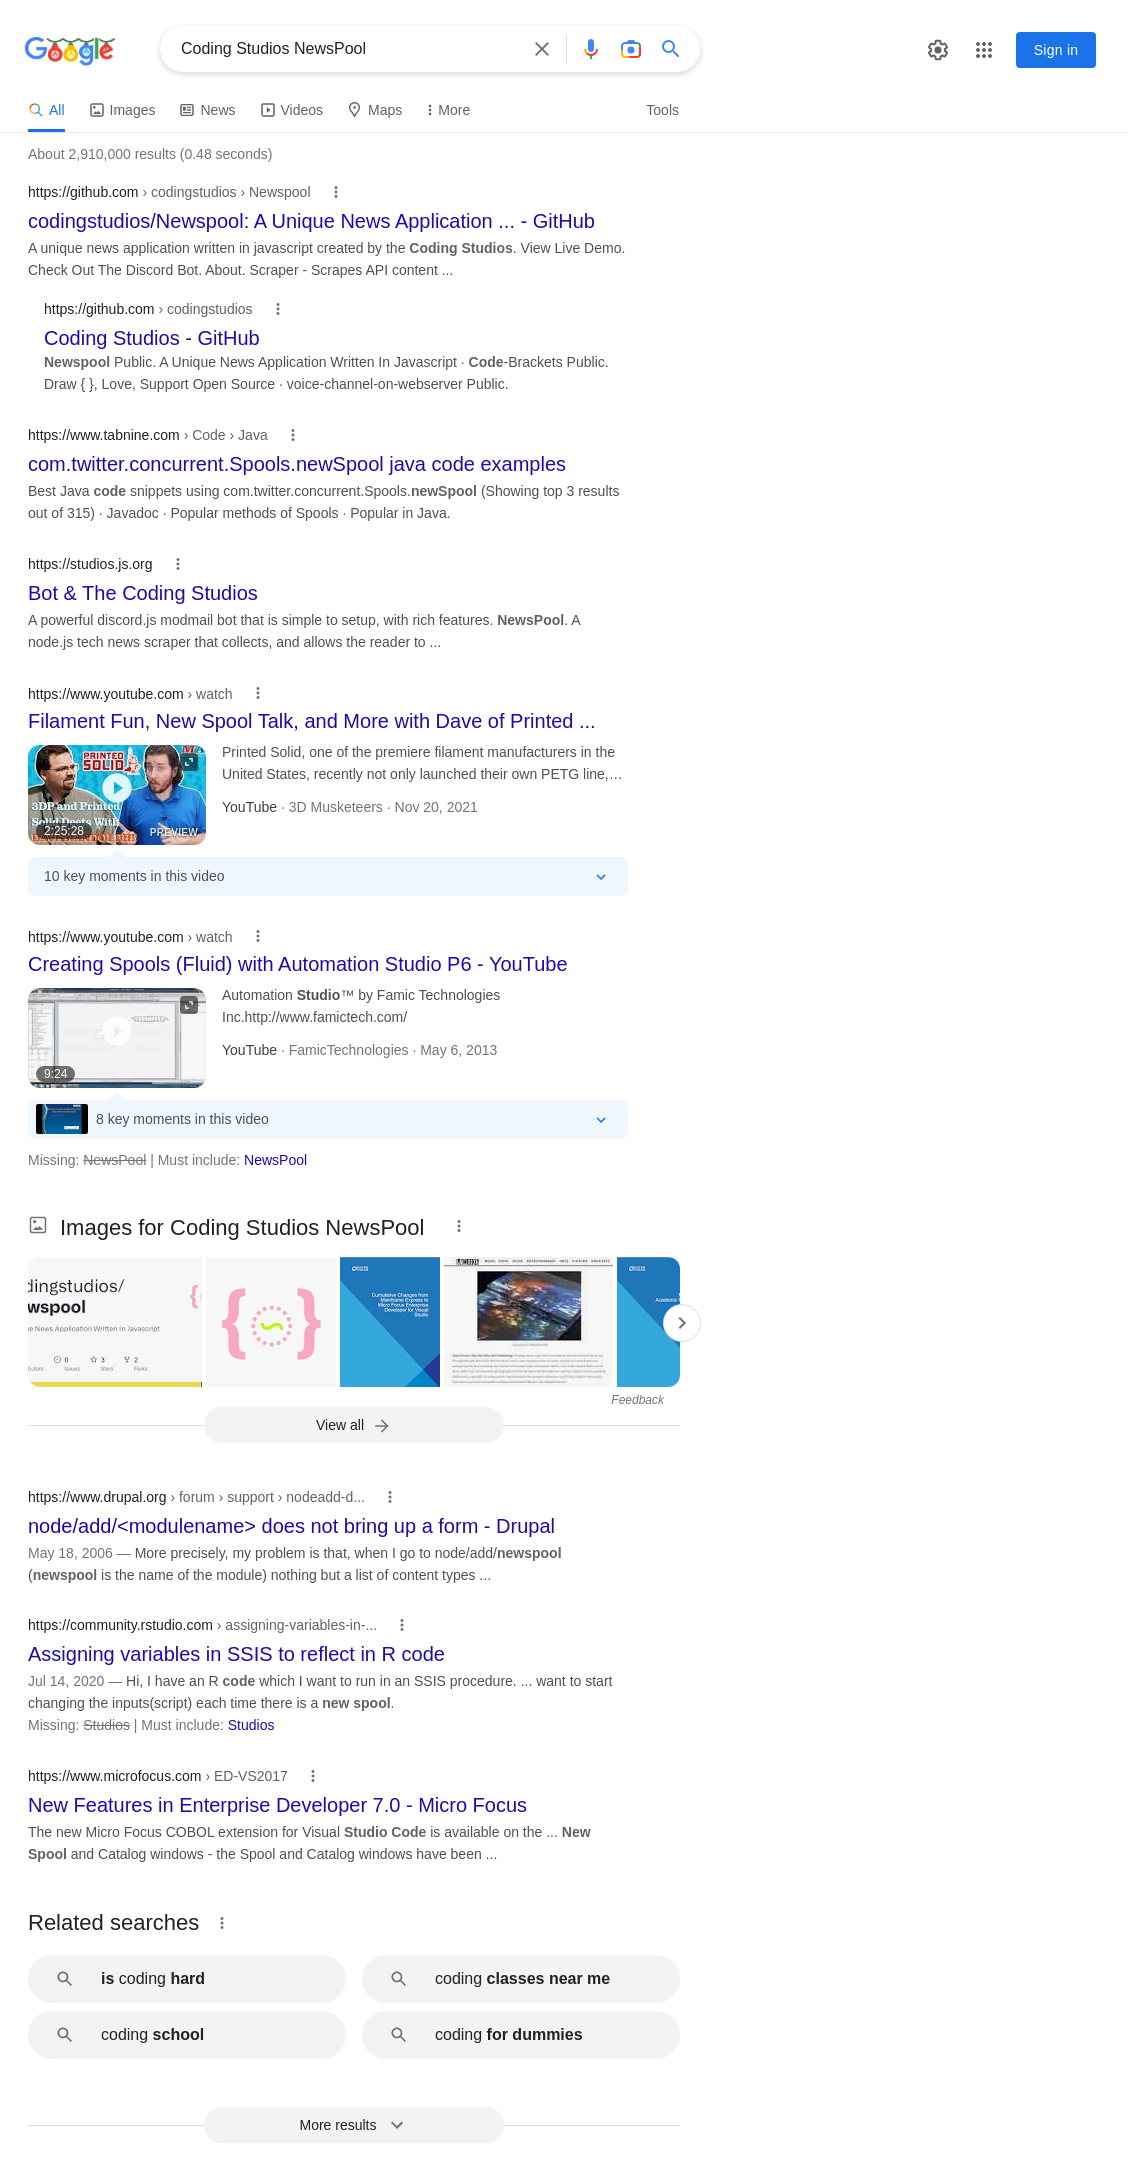 Google
Coding Studios NewsPool
Sign in
All
Images
News
Videos
Maps
More
Tools
About 2,910,000 results (0.48 seconds)
https://github.com › codingstudios › Newspool
codingstudios/Newspool: A Unique News Application ... - GitHub
A unique news application written in javascript created by the Coding Studios. View Live Demo.
Check Out The Discord Bot. About. Scraper - Scrapes API content ...
https://github.com › codingstudios
Coding Studios - GitHub
Newspool Public. A Unique News Application Written In Javascript · Code-Brackets Public.
Draw { }, Love, Support Open Source · voice-channel-on-webserver Public.
https://www.tabnine.com › Code › Java
com.twitter.concurrent.Spools.newSpool java code examples
Best Java code snippets using com.twitter.concurrent.Spools.newSpool (Showing top 3 results
out of 315) · Javadoc · Popular methods of Spools · Popular in Java.
https://studios.js.org
Bot & The Coding Studios
A powerful discord.js modmail bot that is simple to setup, with rich features. NewsPool. A
node.js tech news scraper that collects, and allows the reader to ...
https://www.youtube.com › watch
Filament Fun, New Spool Talk, and More with Dave of Printed ...
PRINTED
SOLID
3DP and Printed
Solid Deets With
2:25:28
PREVIEW
Printed Solid, one of the premiere filament manufacturers in the
United States, recently not only launched their own PETG line,…
YouTube · 3D Musketeers · Nov 20, 2021
10 key moments in this video
https://www.youtube.com › watch
Creating Spools (Fluid) with Automation Studio P6 - YouTube
9:24
Automation Studio™ by Famic Technologies
Inc.http://www.famictech.com/
YouTube · FamicTechnologies · May 6, 2013
8 key moments in this video
Missing: NewsPool | Must include: NewsPool
Images for Coding Studios NewsPool
dingstudios/
wspool
ue News Application Written In Javascript
0
Issues
3
Stars
2
Forks
Cumulative Changes from
Mainframe Express to
Micro Focus Enterprise
Developer for Visual
Studio
WEEKLY
Academic
Feedback
View all
https://www.drupal.org › forum › support › nodeadd-d...
node/add/<modulename> does not bring up a form - Drupal
May 18, 2006 — More precisely, my problem is that, when I go to node/add/newspool
(newspool is the name of the module) nothing but a list of content types ...
https://community.rstudio.com › assigning-variables-in-...
Assigning variables in SSIS to reflect in R code
Jul 14, 2020 — Hi, I have an R code which I want to run in an SSIS procedure. ... want to start
changing the inputs(script) each time there is a new spool.
Missing: Studios | Must include: Studios
https://www.microfocus.com › ED-VS2017
New Features in Enterprise Developer 7.0 - Micro Focus
The new Micro Focus COBOL extension for Visual Studio Code is available on the ... New
Spool and Catalog windows - the Spool and Catalog windows have been ...
Related searches
is coding hard
coding classes near me
coding school
coding for dummies
More results